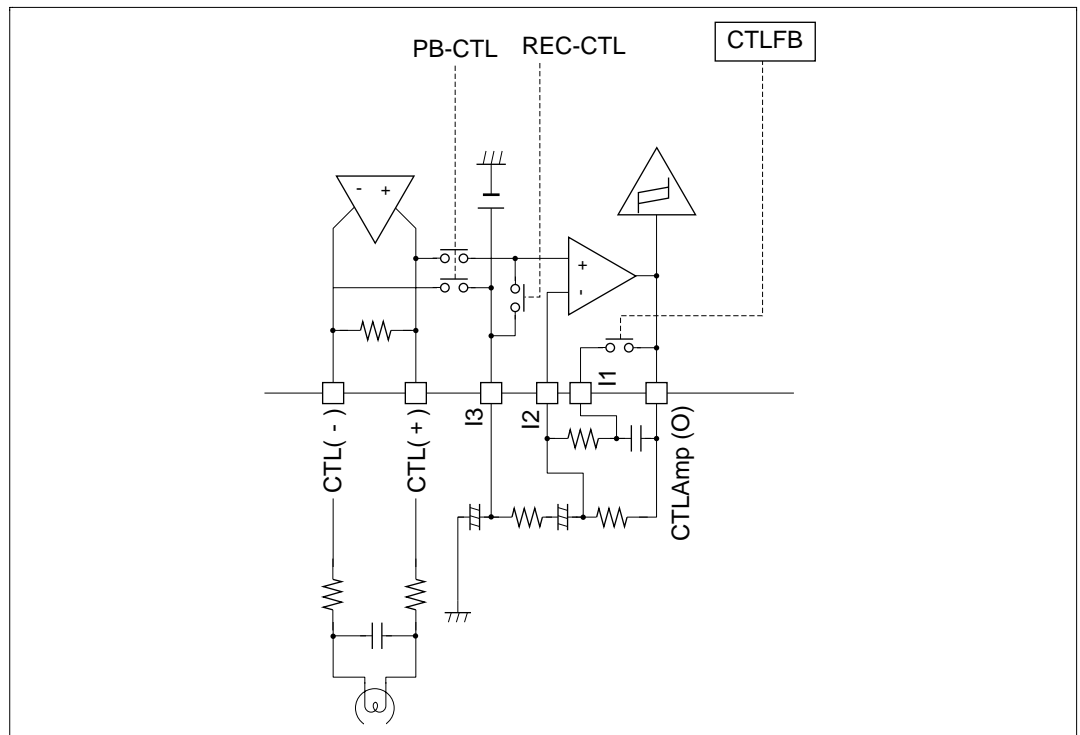 PB-CTL
REC-CTL
CTLFB
- +
+
-
I1
I3
I2
CTL( - )
CTL( + )
CTLAmp (O)